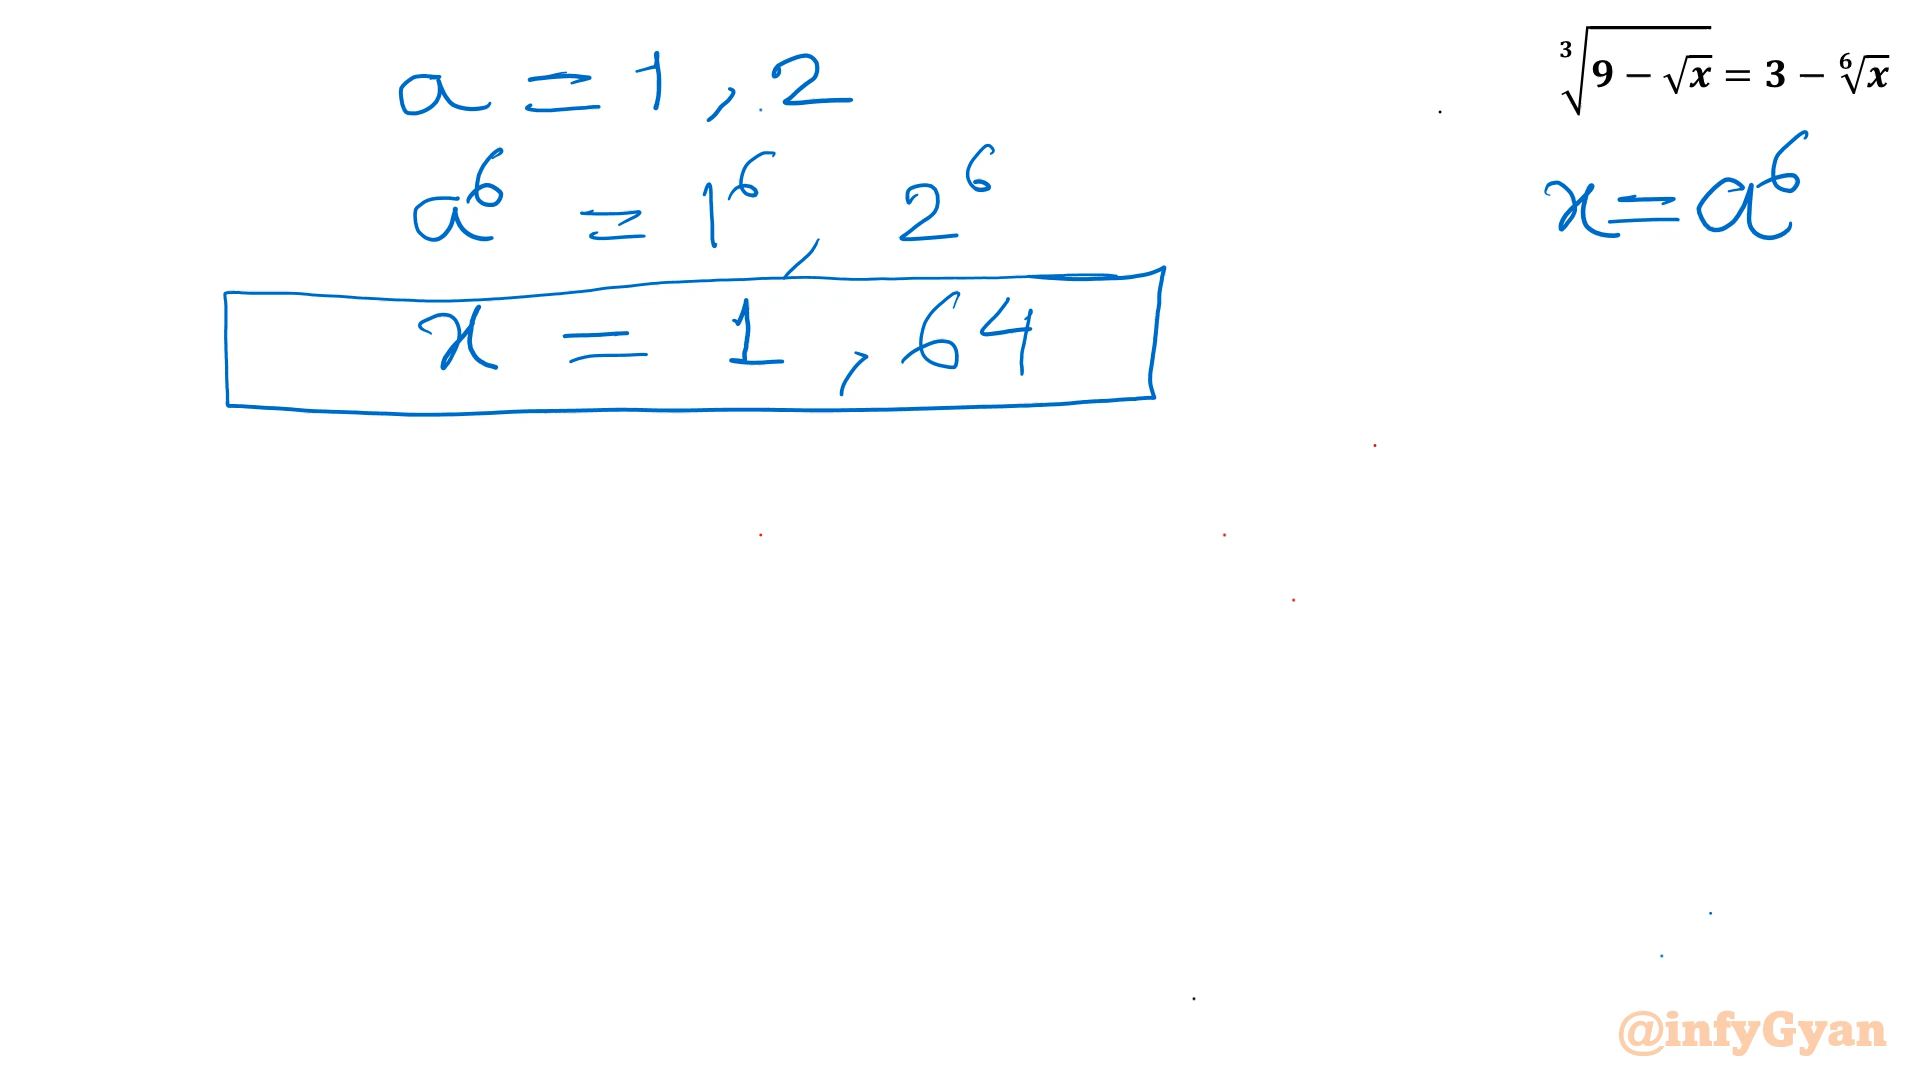 a = 1, 2
∛(9 − √x) = 3 − ⁶√x
a⁶ = 1⁶, 2⁶
x = a⁶
x = 1, 64
@infyGyan